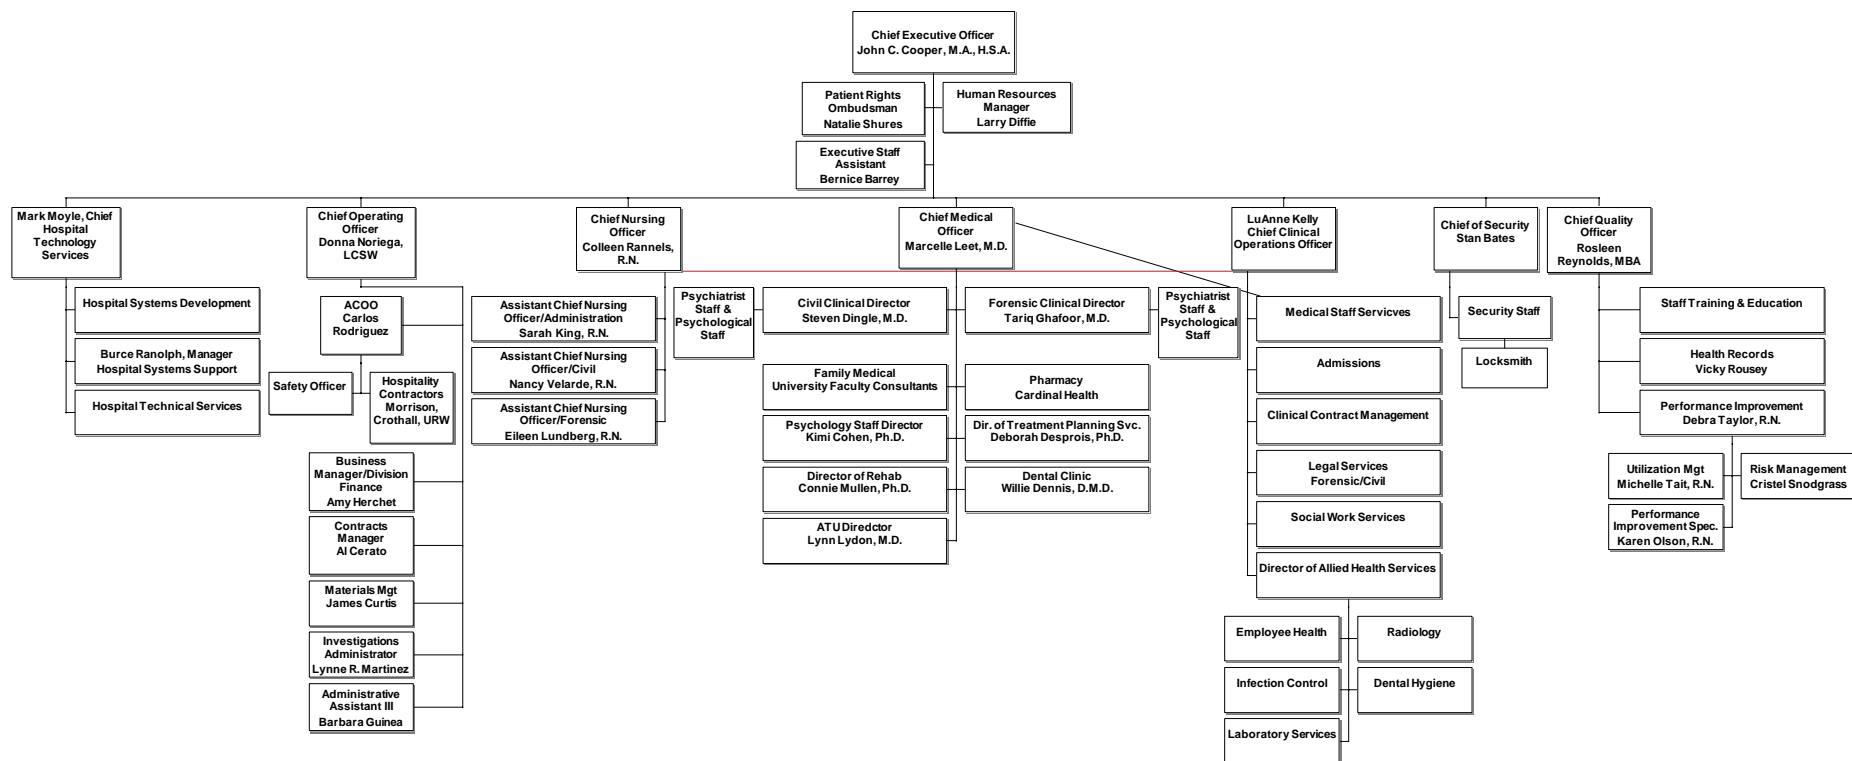 Chief Executive Officer
John C. Cooper, M.A., H.S.A.
Patient Rights
Ombudsman
Natalie Shures
Human Resources
Manager
Larry Diffie
Executive Staff
Assistant
Bernice Barrey
Mark Moyle, Chief
Hospital
Technology
Services
Hospital Systems Development
Burce Ranolph, Manager
Hospital Systems Support
Hospital Technical Services
Chief Operating
Officer
Donna Noriega,
LCSW
ACOO
Carlos
Rodriguez
Safety Officer
Hospitality
Contractors
Morrison,
Crothall, URW
Business
Manager/Division
Finance
Amy Herchet
Contracts
Manager
Al Cerato
Materials Mgt
James Curtis
Investigations
Administrator
Lynne R. Martinez
Administrative
Assistant III
Barbara Guinea
Chief Nursing
Officer
Colleen Rannels,
R.N.
Assistant Chief Nursing
Officer/Administration
Sarah King, R.N.
Assistant Chief Nursing
Officer/Civil
Nancy Velarde, R.N.
Assistant Chief Nursing
Officer/Forensic
Eileen Lundberg, R.N.
Chief Medical
Officer
Marcelle Leet, M.D.
Psychiatrist
Staff &
Psychological
Staff
Civil Clinical Director
Steven Dingle, M.D.
Forensic Clinical Director
Tariq Ghafoor, M.D.
Psychiatrist
Staff &
Psychological
Staff
Family Medical
University Faculty Consultants
Pharmacy
Cardinal Health
Psychology Staff Director
Kimi Cohen, Ph.D.
Dir. of Treatment Planning Svc.
Deborah Desprois, Ph.D.
Director of Rehab
Connie Mullen, Ph.D.
Dental Clinic
Willie Dennis, D.M.D.
ATU Diredctor
Lynn Lydon, M.D.
LuAnne Kelly
Chief Clinical
Operations Officer
Medical Staff Servicves
Admissions
Clinical Contract Management
Legal Services
Forensic/Civil
Social Work Services
Director of Allied Health Services
Employee Health
Radiology
Infection Control
Dental Hygiene
Laboratory Services
Chief of Security
Stan Bates
Security Staff
Locksmith
Chief Quality
Officer
Rosleen
Reynolds, MBA
Staff Training & Education
Health Records
Vicky Rousey
Performance Improvement
Debra Taylor, R.N.
Utilization Mgt
Michelle Tait, R.N.
Risk Management
Cristel Snodgrass
Performance
Improvement Spec.
Karen Olson, R.N.